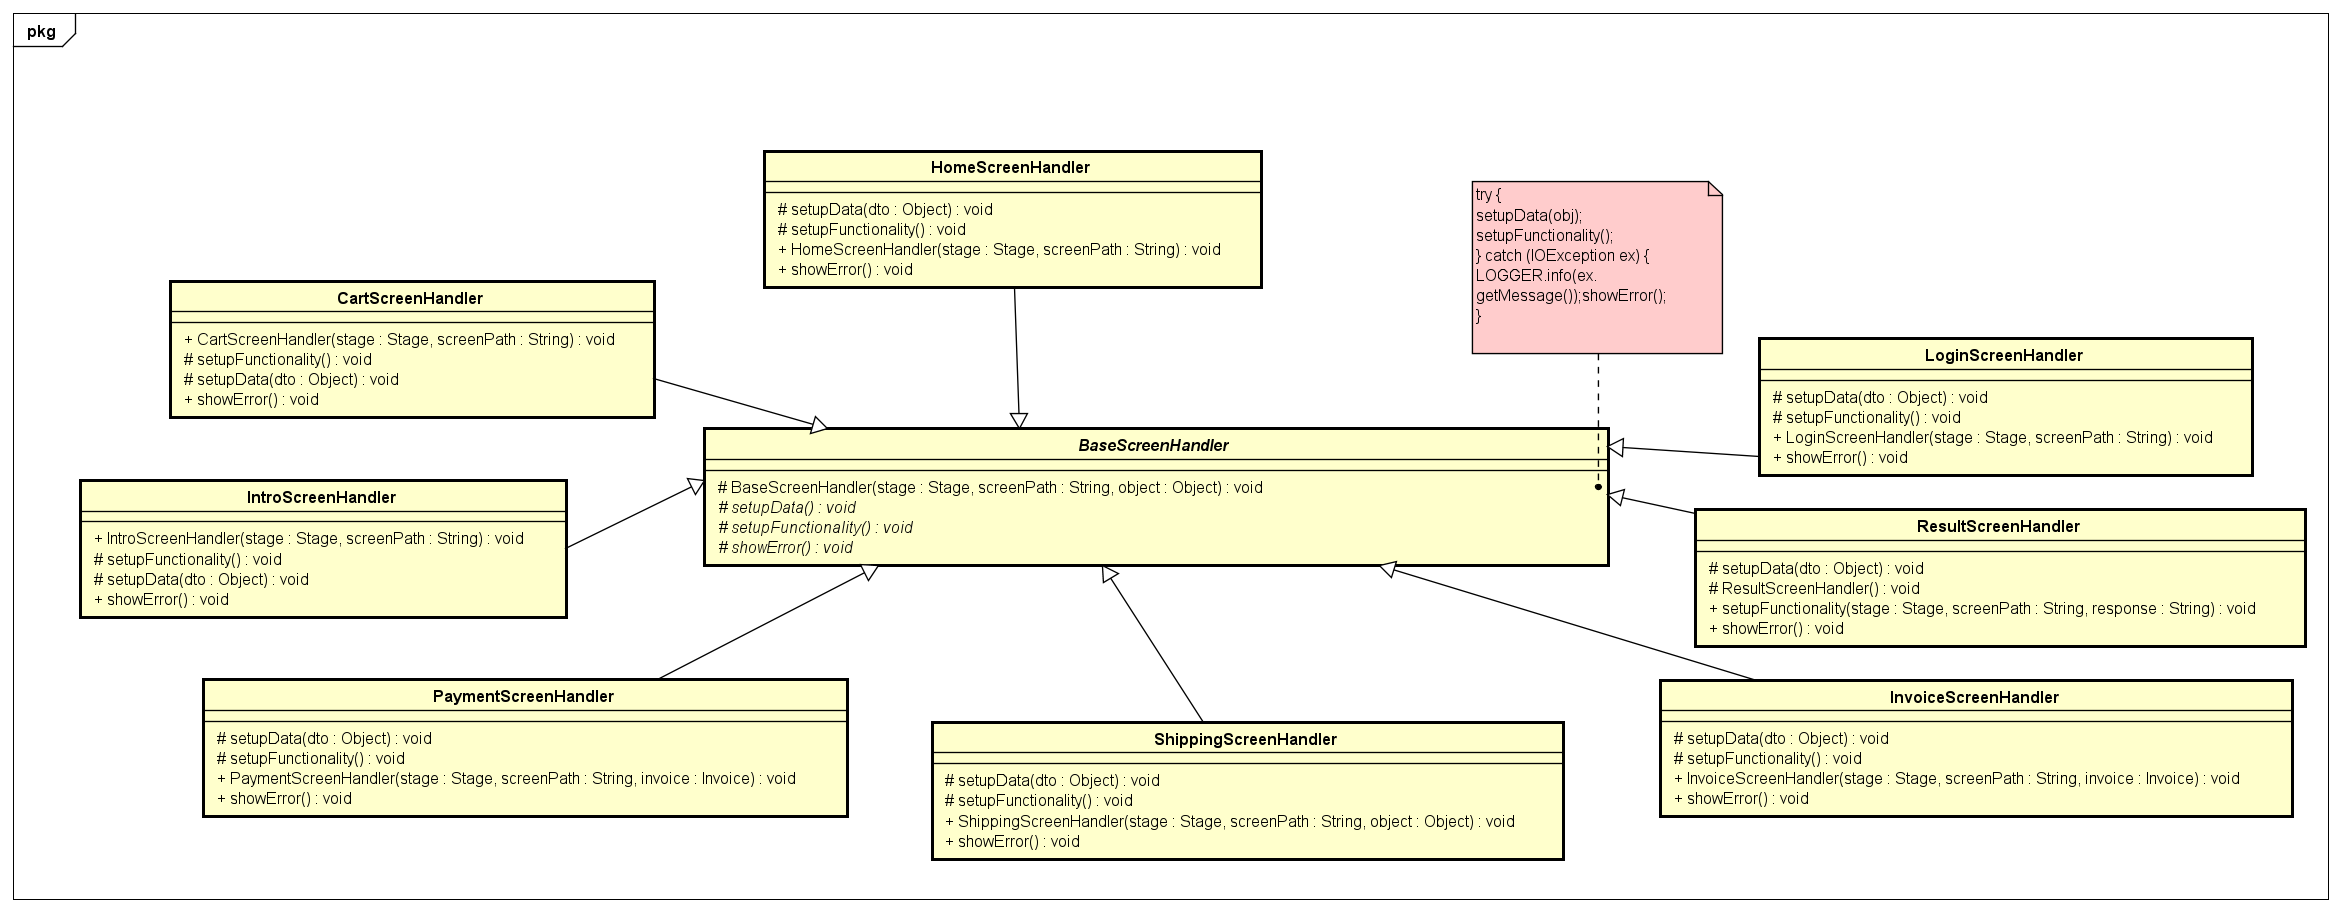 pkg
HomeScreenHandler
# setupData(dto : Object) : void
# setupFunctionality() : void
+ HomeScreenHandler(stage : Stage, screenPath : String) : void
+ showError() : void
try {
setupData(obj);
setupFunctionality();
} catch (IOException ex) {
LOGGER.info(ex.
getMessage());showError();
}
CartScreenHandler
+ CartScreenHandler(stage : Stage, screenPath : String) : void
# setupFunctionality() : void
# setupData(dto : Object) : void
+ showError() : void
LoginScreenHandler
# setupData(dto : Object) : void
# setupFunctionality() : void
+ LoginScreenHandler(stage : Stage, screenPath : String) : void
+ showError() : void
BaseScreenHandler
# BaseScreenHandler(stage : Stage, screenPath : String, object : Object) : void
# setupData() : void
# setupFunctionality() : void
# showError() : void
IntroScreenHandler
+ IntroScreenHandler(stage : Stage, screenPath : String) : void
# setupFunctionality() : void
# setupData(dto : Object) : void
+ showError() : void
ResultScreenHandler
# setupData(dto : Object) : void
# ResultScreenHandler() : void
+ setupFunctionality(stage : Stage, screenPath : String, response : String) : void
+ showError() : void
PaymentScreenHandler
# setupData(dto : Object) : void
# setupFunctionality() : void
+ PaymentScreenHandler(stage : Stage, screenPath : String, invoice : Invoice) : void
+ showError() : void
ShippingScreenHandler
# setupData(dto : Object) : void
# setupFunctionality() : void
+ ShippingScreenHandler(stage : Stage, screenPath : String, object : Object) : void
+ showError() : void
InvoiceScreenHandler
# setupData(dto : Object) : void
# setupFunctionality() : void
+ InvoiceScreenHandler(stage : Stage, screenPath : String, invoice : Invoice) : void
+ showError() : void